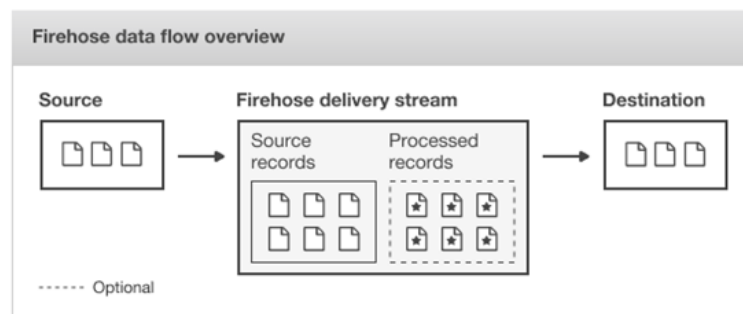 Firehose data flow overview
Source
Firehose delivery stream
Destination
Source
records
Processed
records
Optional